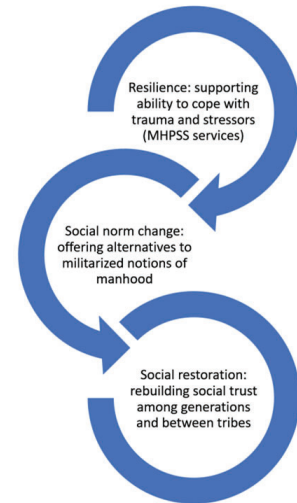 Resilience: supporting
ability to cope with
trauma and stressors
(MHPSS services)
Social norm change:
offering alternatives to
militarized notions of
manhood
Social restoration:
rebuilding social trust
among generations
and between tribes